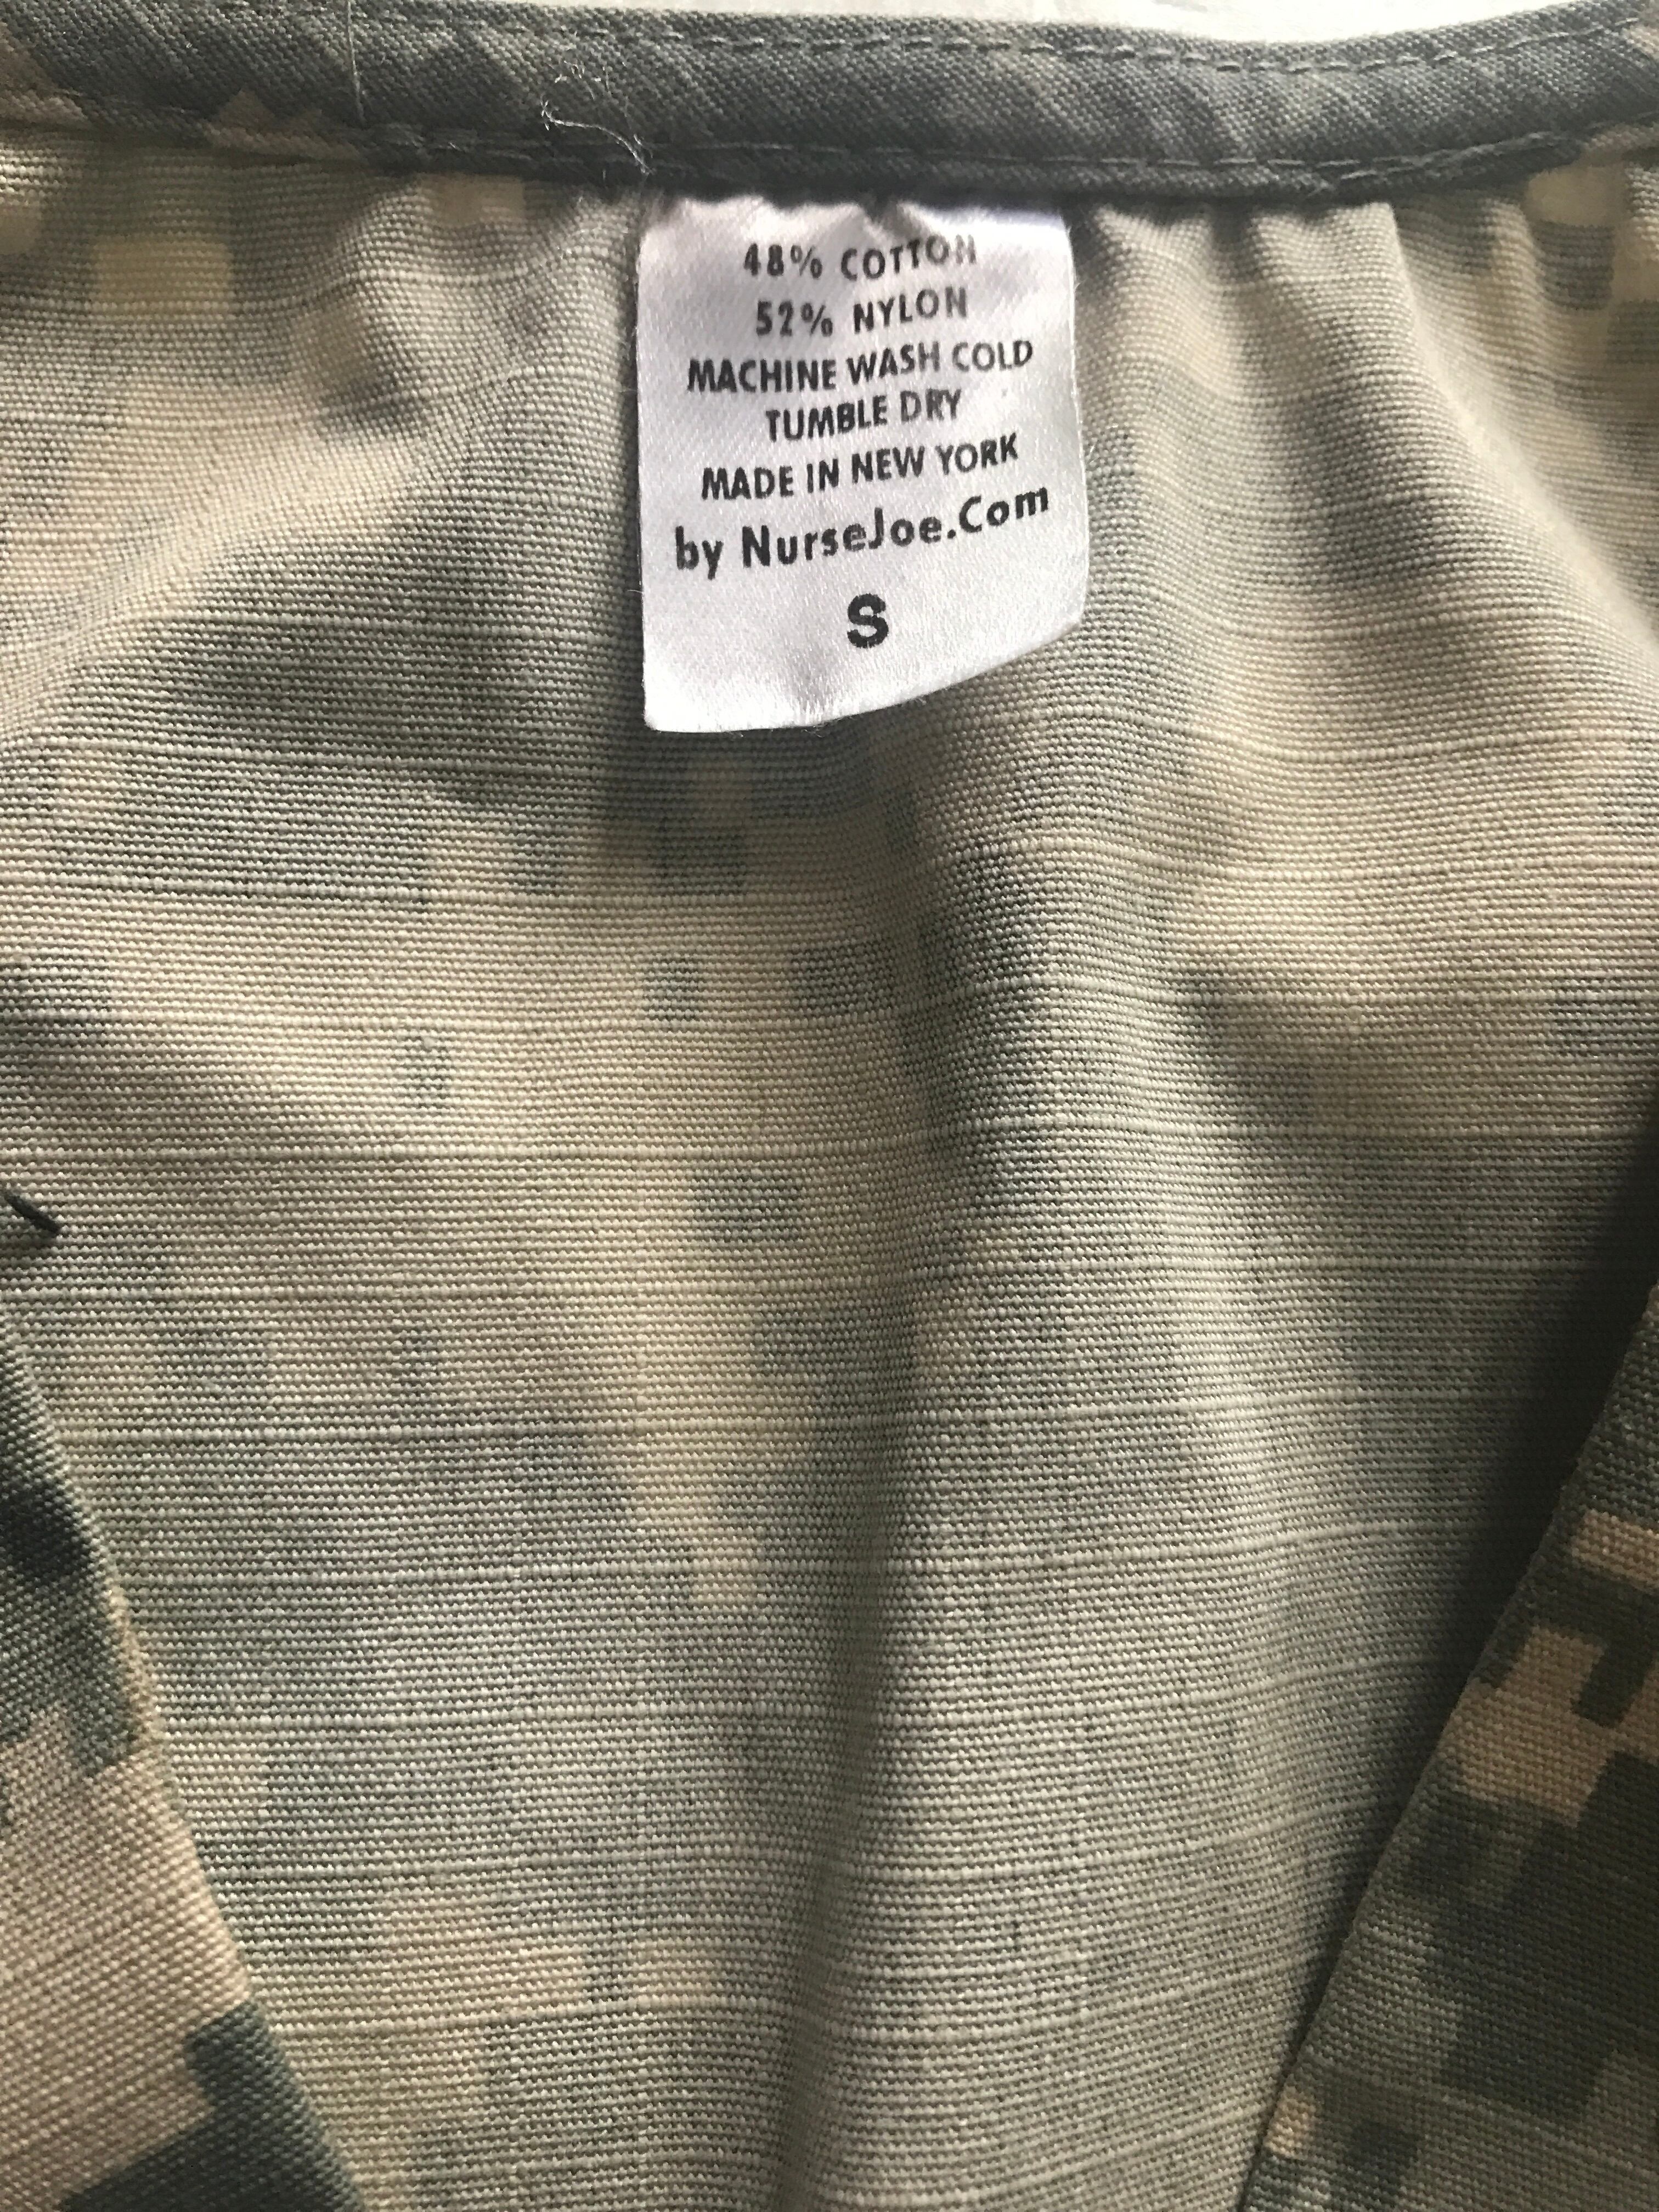 48% COTTON
52% NYLON
MACHINE WASH COLD
TUMBLE DRY
MADE IN NEW YORK
by NurseJoe.Com
S